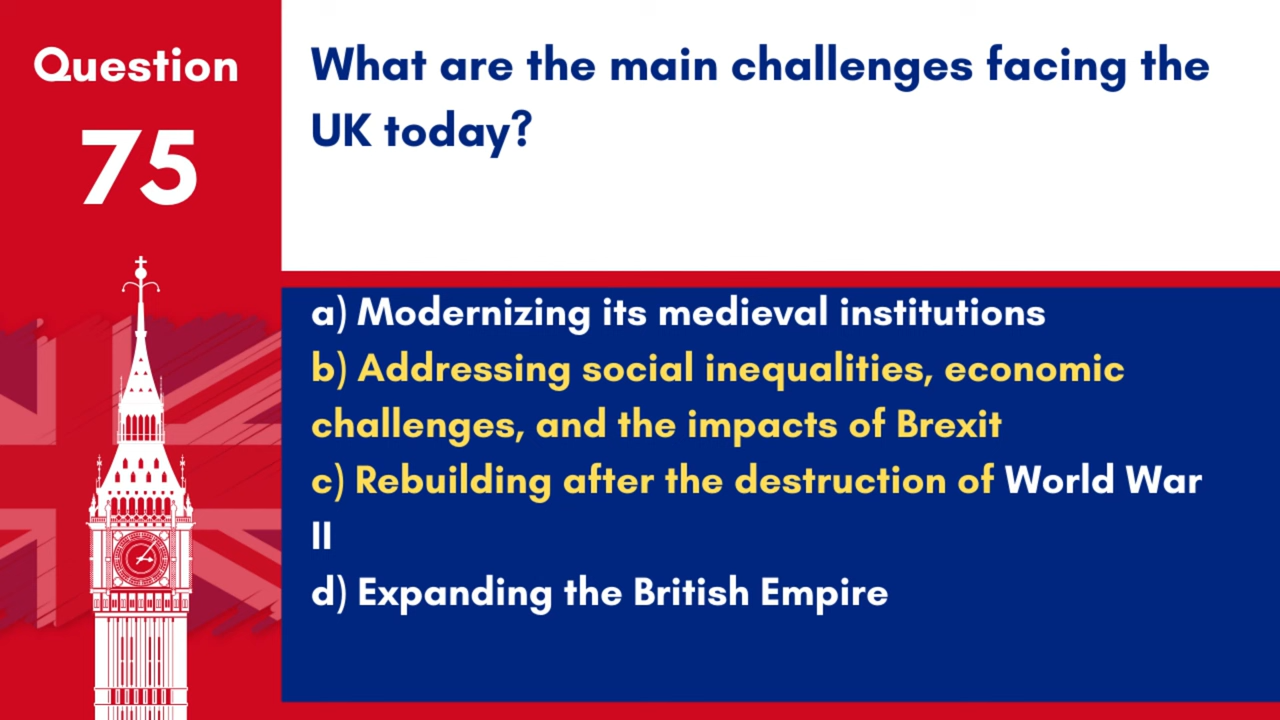 Question
75
What are the main challenges facing the
UK today?
a) Modernizing its medieval institutions
b) Addressing social inequalities, economic
challenges, and the impacts of Brexit
c) Rebuilding after the destruction of World War
II
d) Expanding the British Empire